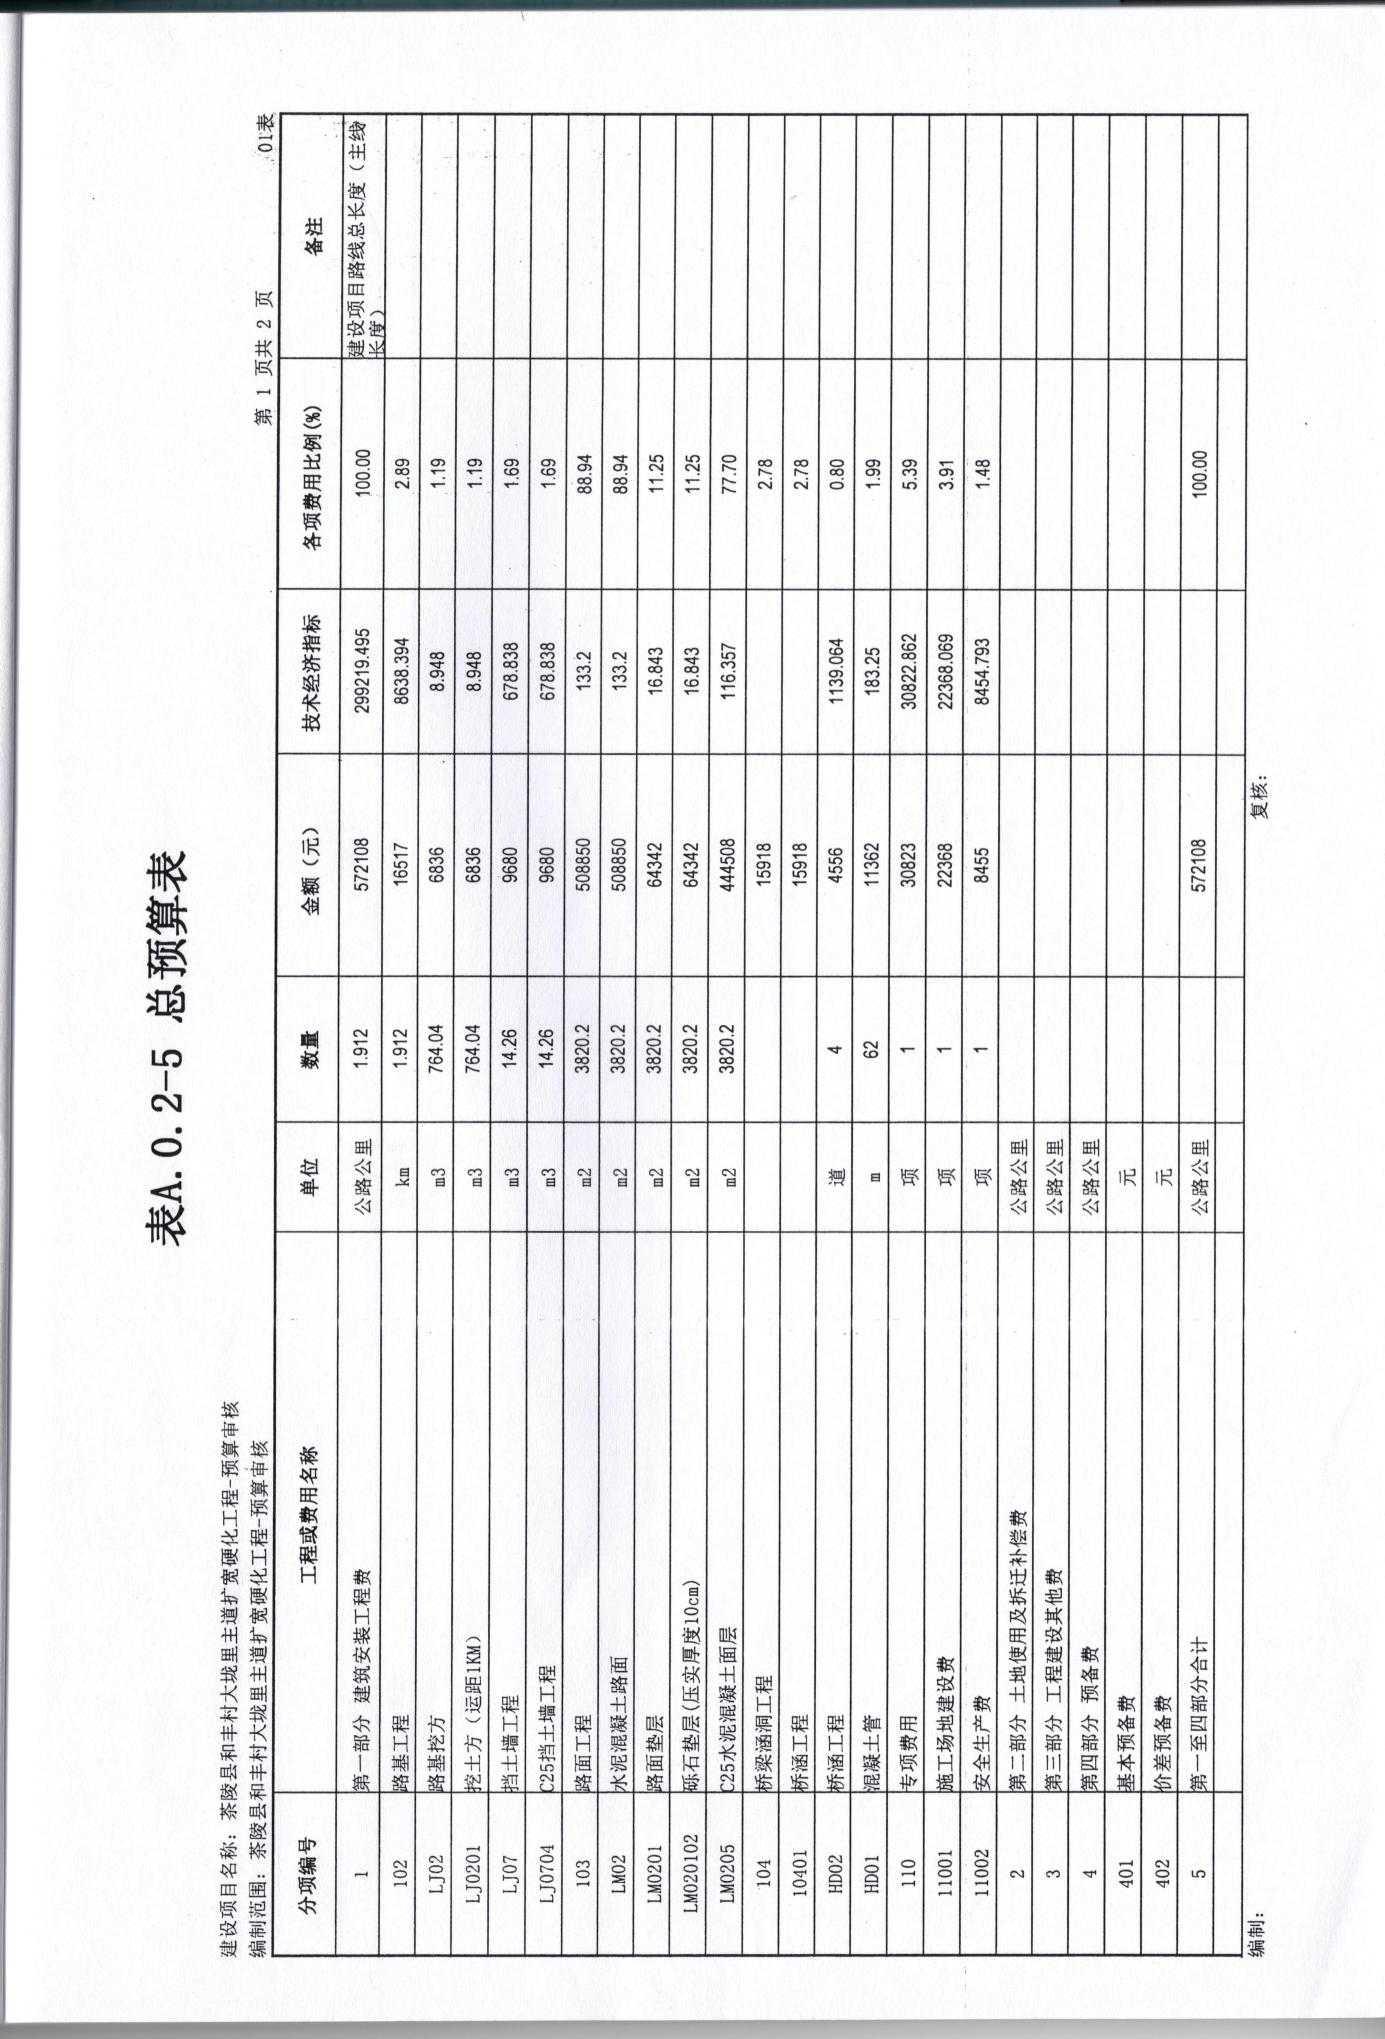 表A.0.2-5 总预算表
建设项目名称：茶陵县和丰村大垅里主道扩宽硬化工程-预算审核
编制范围：茶陵县和丰村大垅里主道扩宽硬化工程-预算审核 第 1 页共 2 页 01表
分项编号 工程或费用名称 单位 数量 金额（元） 技术经济指标 各项费用比例(%) 备注
1 第一部分 建筑安装工程费 公路公里 1.912 572108 299219.495 100.00 建设项目路线总长度（主线
长度）
102 路基工程 km 1.912 16517 8638.394 2.89
LJ02 路基挖方 m3 764.04 6836 8.948 1.19
LJ0201 挖土方（运距1KM） m3 764.04 6836 8.948 1.19
LJ07 挡土墙工程 m3 14.26 9680 678.838 1.69
LJ0704 C25挡土墙工程 m3 14.26 9680 678.838 1.69
103 路面工程 m2 3820.2 508850 133.2 88.94
LM02 水泥混凝土路面 m2 3820.2 508850 133.2 88.94
LM0201 路面垫层 m2 3820.2 64342 16.843 11.25
LM020102 砾石垫层(压实厚度10cm) m2 3820.2 64342 16.843 11.25
LM0205 C25水泥混凝土面层 m2 3820.2 444508 116.357 77.70
104 桥梁涵洞工程 15918 2.78
10401 桥涵工程 15918 2.78
HD02 桥涵工程 道 4 4556 1139.064 0.80
HD01 混凝土管 m 62 11362 183.25 1.99
110 专项费用 项 1 30823 30822.862 5.39
11001 施工场地建设费 项 1 22368 22368.069 3.91
11002 安全生产费 项 1 8455 8454.793 1.48
2 第二部分 土地使用及拆迁补偿费 公路公里
3 第三部分 工程建设其他费 公路公里
4 第四部分 预备费 公路公里
401 基本预备费 元
402 价差预备费 元
5 第一至四部分合计 公路公里 572108 100.00
编制： 复核：